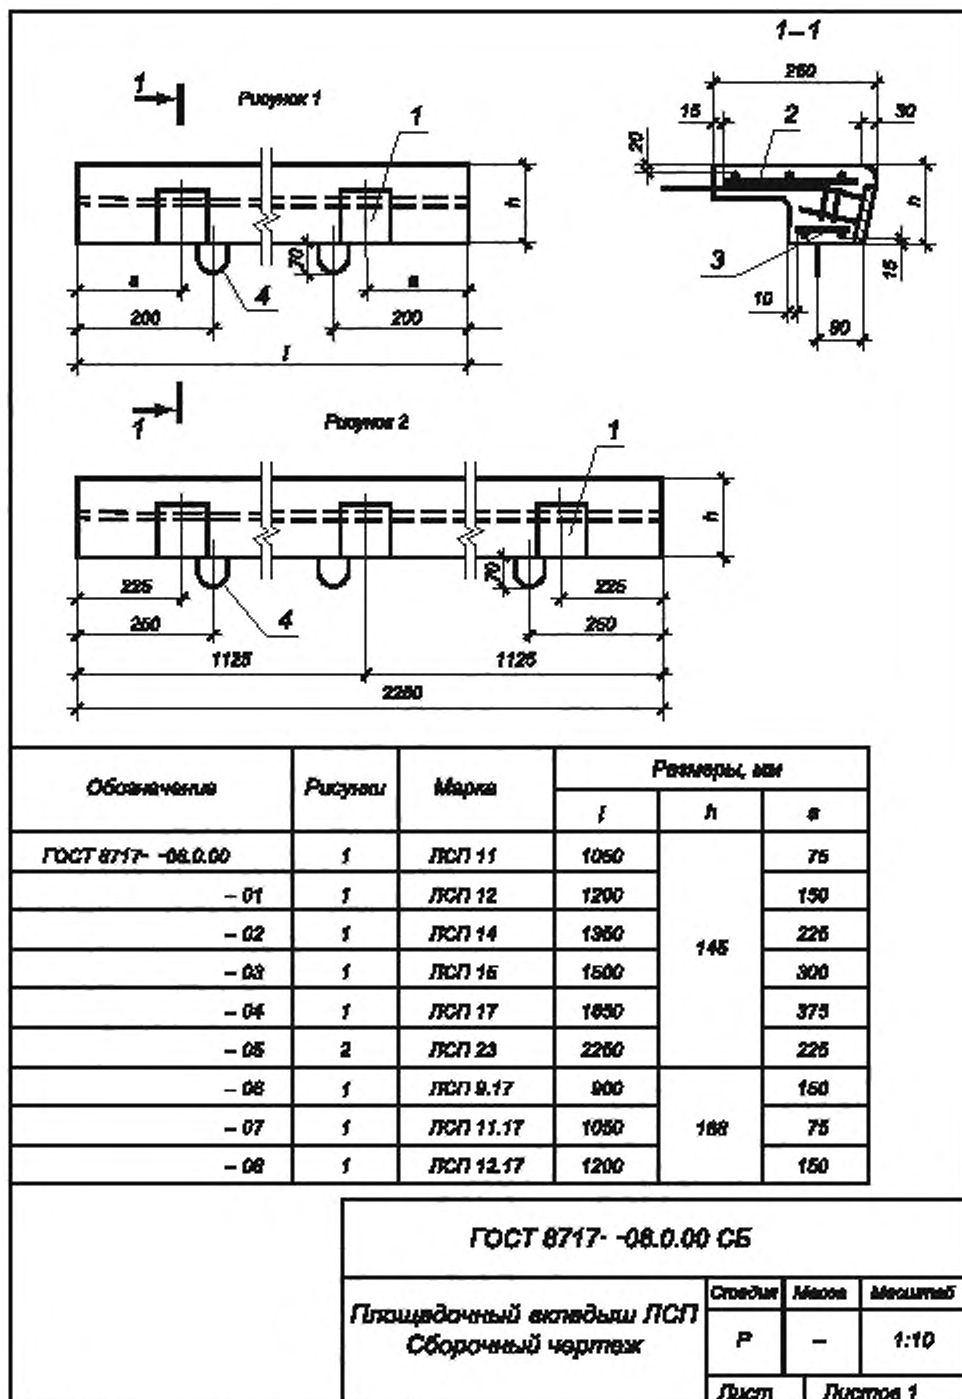 1–1
1
Рисунок 1
1
260
15
2
30
20
h
h
70
3
15
a
4
a
10
200
200
90
l
1
Рисунок 2
1
h
70
225
4
225
250
250
1125
1125
2250
Обозначение Рисунки Марка Размеры, мм
l h a
ГОСТ 8717- -08.0.00 1 ЛСП 11 1050 75
– 01 1 ЛСП 12 1200 150
– 02 1 ЛСП 14 1350 225
145
– 03 1 ЛСП 15 1500 300
– 04 1 ЛСП 17 1650 375
– 05 2 ЛСП 23 2250 225
– 06 1 ЛСП 9.17 900 150
– 07 1 ЛСП 11.17 1050 75
– 08 1 ЛСП 12.17 1200 150
ГОСТ 8717- -08.0.00 СБ
Площадочный вкладыш ЛСП
Сборочный чертеж
Стадия Масса Масштаб
Р – 1:10
Лист Листов 1